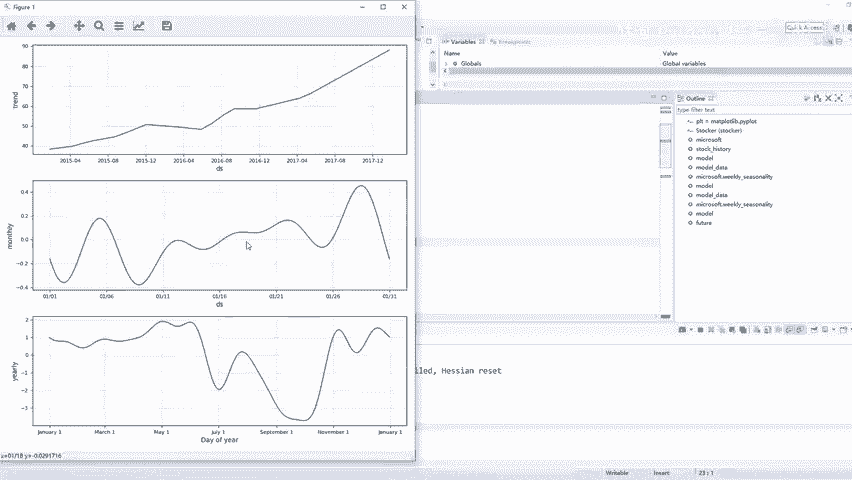 Figure 1
90
80
70
60
50
40
trend
2015-04
2015-08
2015-12
2016-04
2016-08
2016-12
2017-04
2017-08
2017-12
ds
0.4
0.2
0.0
−0.2
−0.4
monthly
01/01
01/06
01/11
01/16
01/21
01/26
01/31
ds
2
1
0
−1
−2
−3
yearly
January 1
March 1
May 1
July 1
September 1
November 1
January 1
Day of year
x=01/18 y=-0.0291716
Quick Access
Variables
Breakpoints
Name
Value
Globals
Global variables
Outline
type filter text
plt = matplotlib.pyplot
Stocker (stocker)
microsoft
stock_history
model
model_data
microsoft.weekly_seasonality
model
model_data
microsoft.weekly_seasonality
model
future
iled, Hessian reset
Writable
Insert
23 : 1